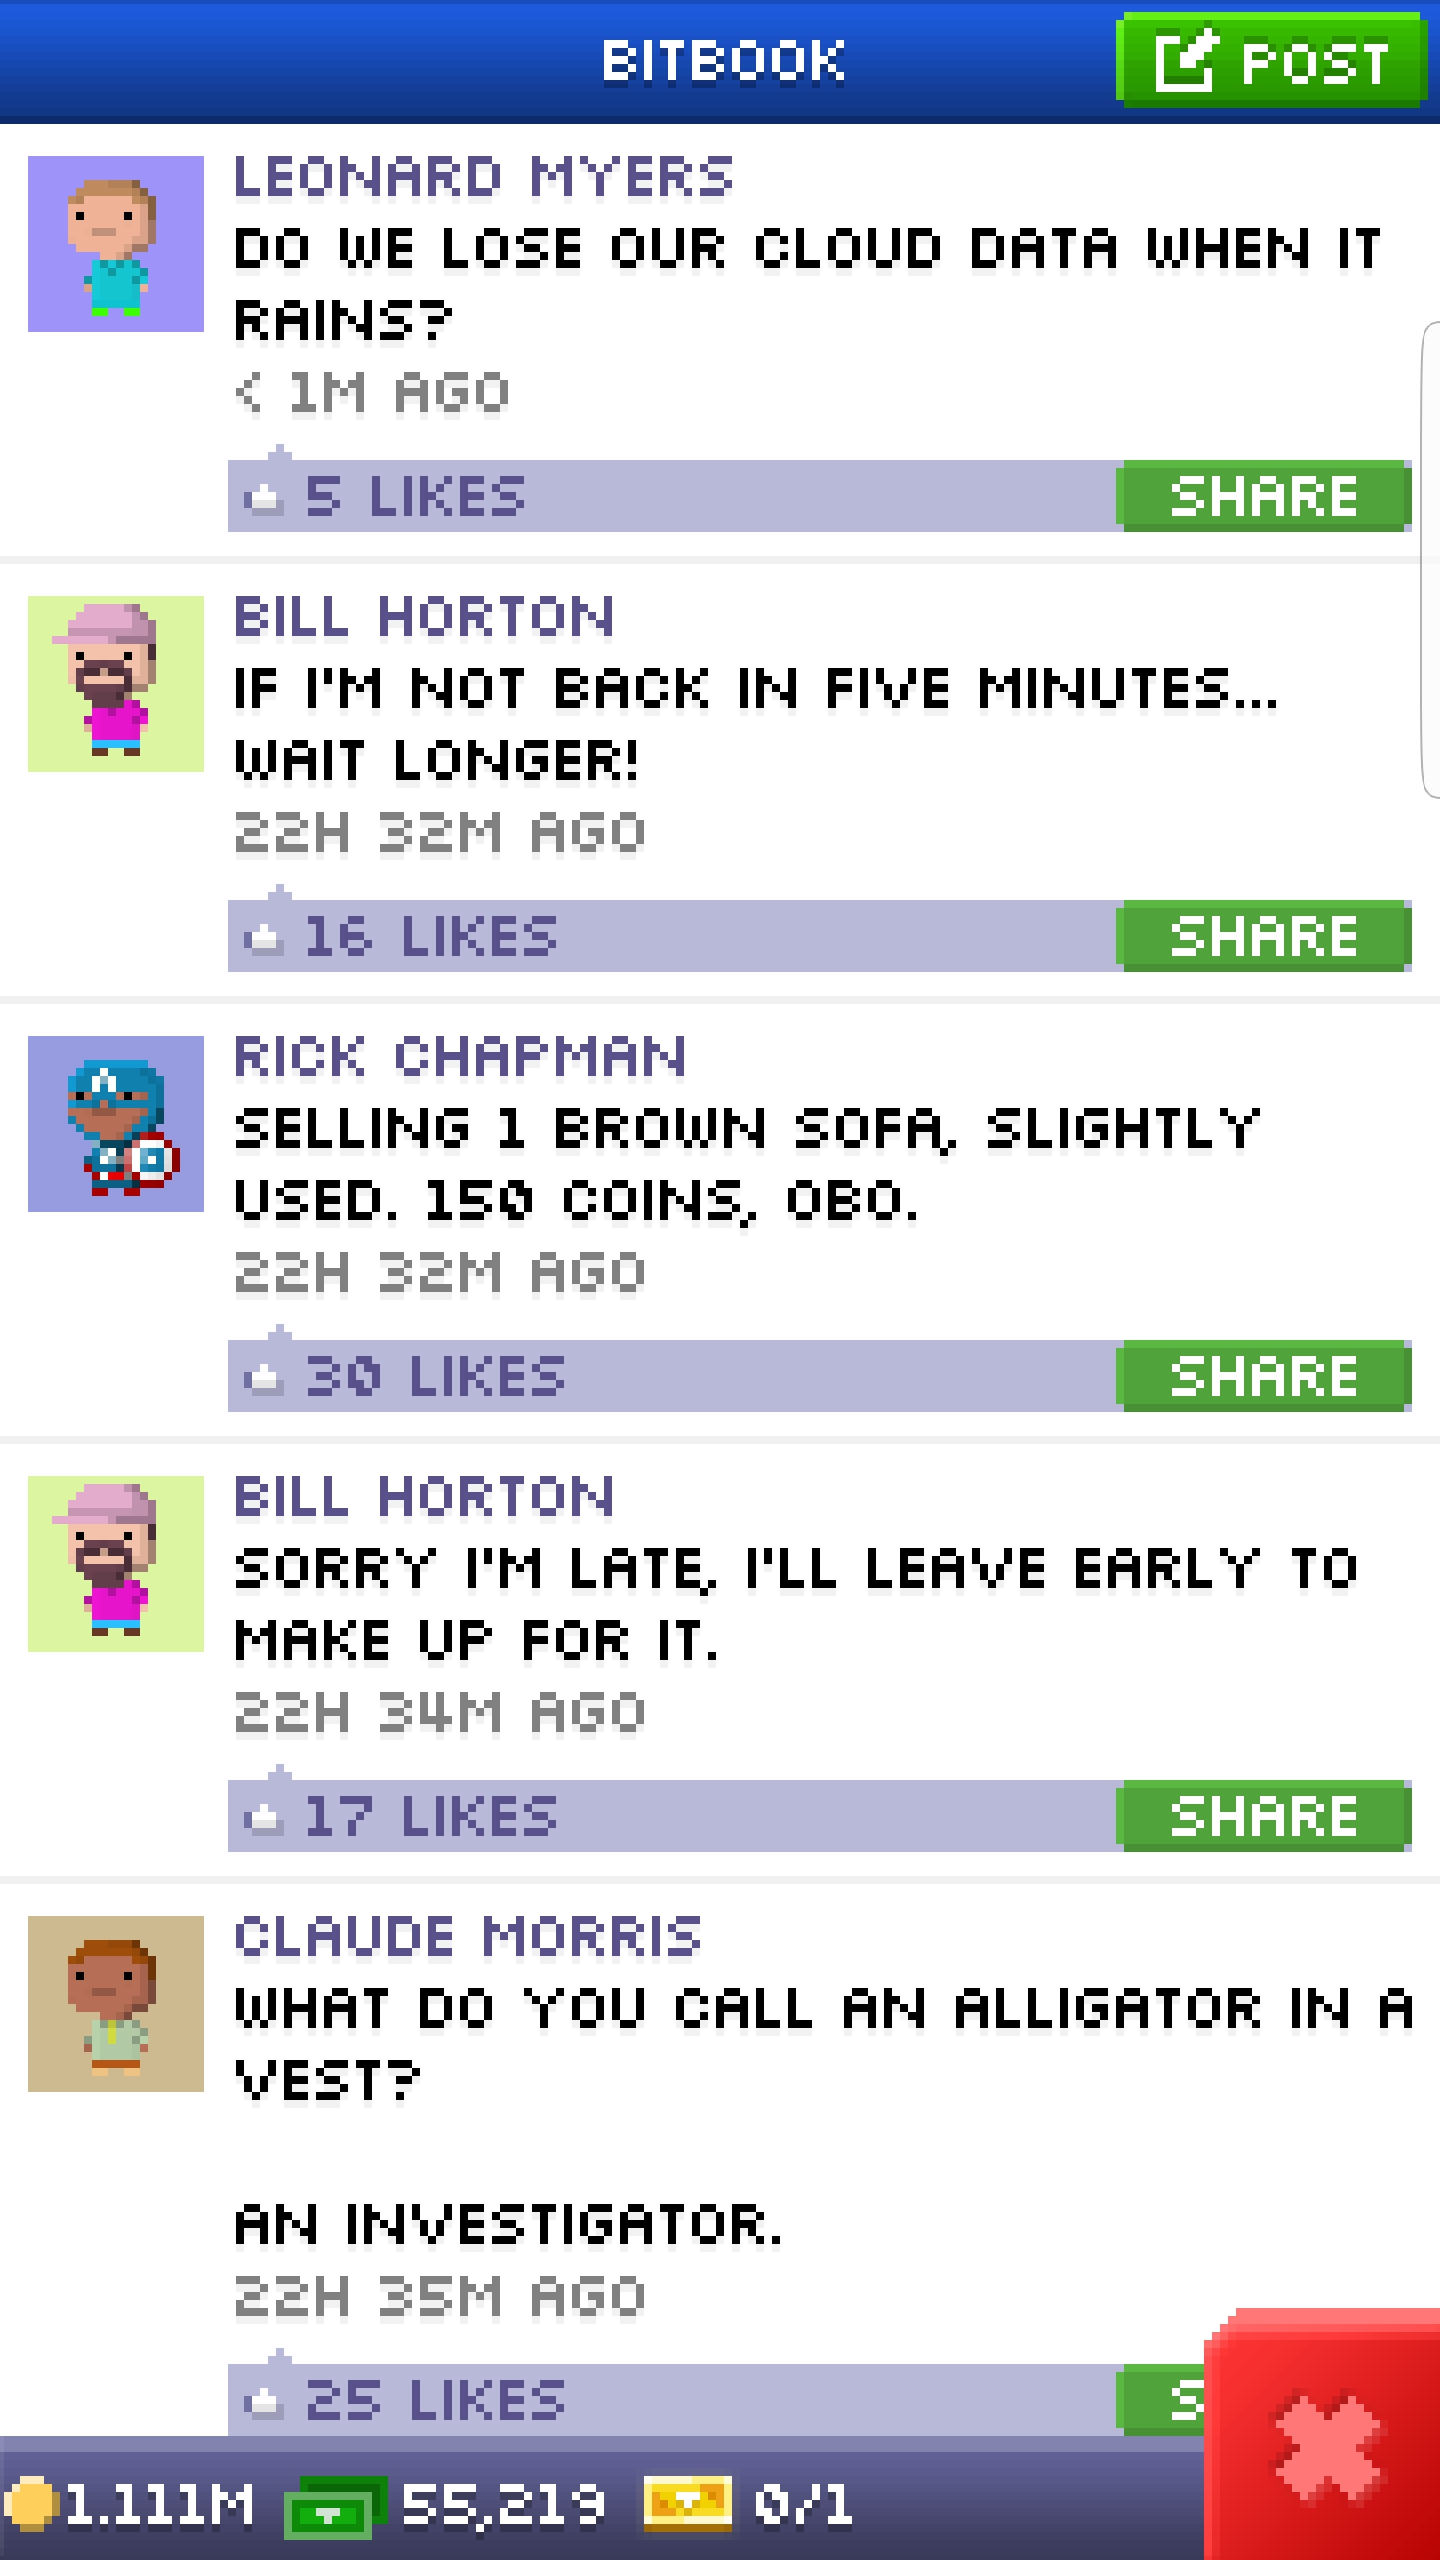 BITBOOK
POST
LEONARD MYERS
DO WE LOSE OUR CLOUD DATA WHEN IT
RAINS?
< 1M AGO
5 LIKES
SHARE
BILL HORTON
IF I'M NOT BACK IN FIVE MINUTES...
WAIT LONGER!
22H 32M AGO
16 LIKES
SHARE
RICK CHAPMAN
SELLING 1 BROWN SOFA, SLIGHTLY
USED. 150 COINS, OBO.
22H 32M AGO
30 LIKES
SHARE
BILL HORTON
SORRY I'M LATE, I'LL LEAVE EARLY TO
MAKE UP FOR IT.
22H 34M AGO
17 LIKES
SHARE
CLAUDE MORRIS
WHAT DO YOU CALL AN ALLIGATOR IN A
VEST?
AN INVESTIGATOR.
22H 35M AGO
25 LIKES
S
1.111M
55,219
0/1